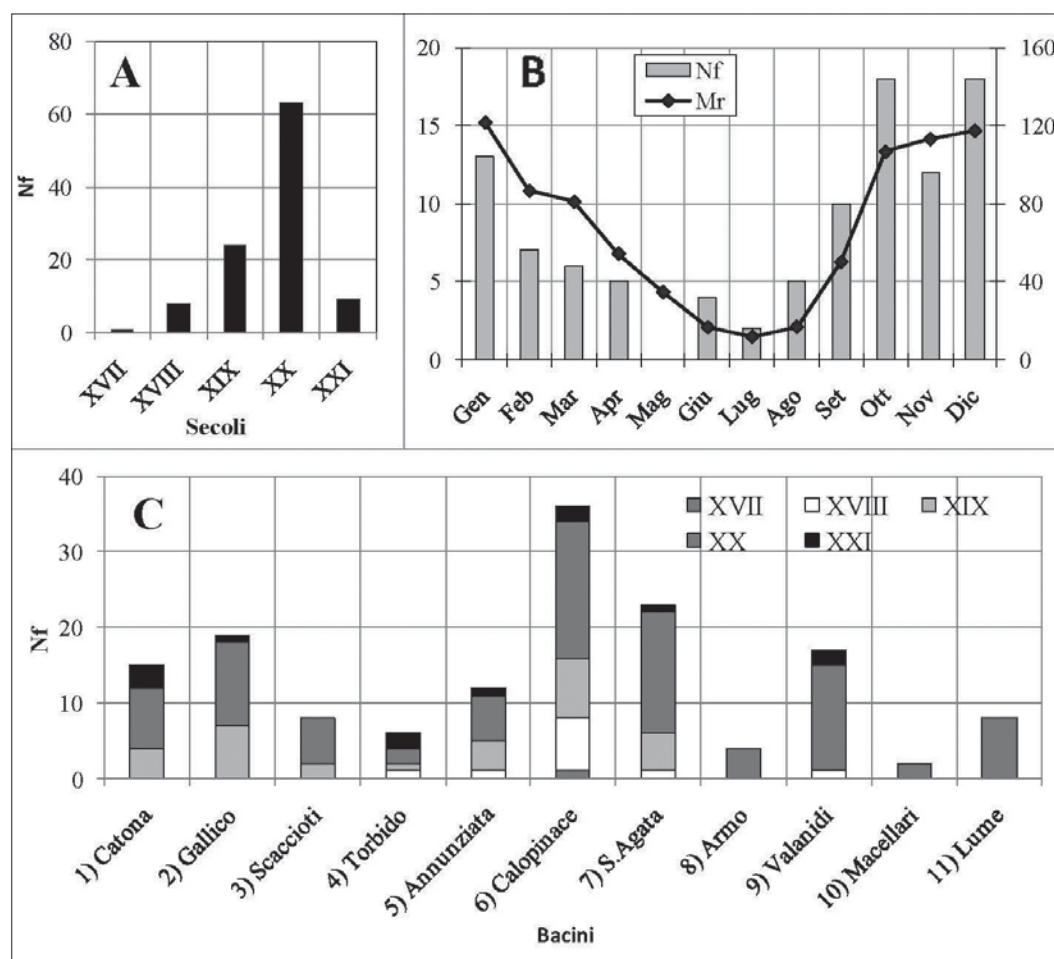 A
80
60
40
20
0
Nf
XVII XVIII XIX XX XXI
Secoli
B
Nf
Mr
20 160
15 120
10 80
5 40
0 0
Gen Feb Mar Apr Mag Giu Lug Ago Set Ott Nov Dic
C
XVII XVIII XIX
XX XXI
40
30
20
10
0
Nf
1) Catona 2) Gallico 3) Scaccioti 4) Torbido 5) Annunziata 6) Calopinace 7) S.Agata 8) Armo 9) Valanidi 10) Macellari 11) Lume
Bacini